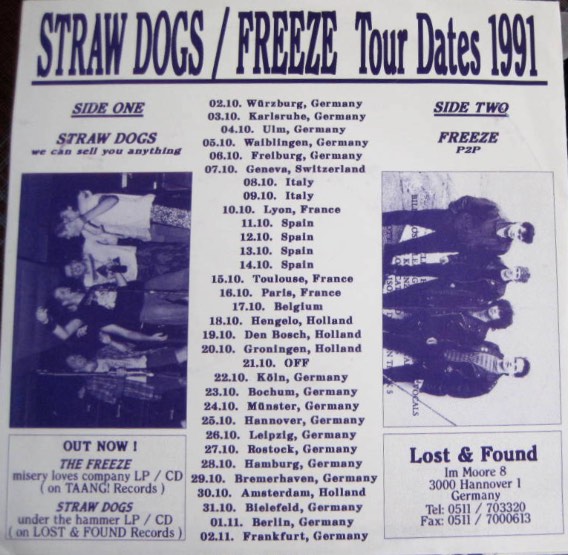 STRAW DOGS / FREEZE Tour Dates 1991
SIDE ONE
STRAW DOGS
we can sell you anything
02.10. Würzburg, Germany
03.10. Karlsruhe, Germany
04.10. Ulm, Germany
05.10. Waiblingen, Germany
06.10. Freiburg, Germany
07.10. Geneva, Switzerland
08.10. Italy
09.10. Italy
10.10. Lyon, France
11.10. Spain
12.10. Spain
13.10. Spain
14.10. Spain
15.10. Toulouse, France
16.10. Paris, France
17.10. Belgium
18.10. Hengelo, Holland
19.10. Den Bosch, Holland
20.10. Groningen, Holland
21.10. OFF
22.10. Köln, Germany
23.10. Bochum, Germany
24.10. Münster, Germany
25.10. Hannover, Germany
26.10. Leipzig, Germany
27.10. Rostock, Germany
28.10. Hamburg, Germany
29.10. Bremerhaven, Germany
30.10. Amsterdam, Holland
31.10. Bielefeld, Germany
01.11. Berlin, Germany
02.11. Frankfurt, Germany
SIDE TWO
FREEZE
P2P
VOCALS
OUT NOW !
THE FREEZE
misery loves company LP / CD
( on TAANG! Records )
STRAW DOGS
under the hammer LP / CD
( on LOST & FOUND Records )
Lost & Found
Im Moore 8
3000 Hannover 1
Germany
Tel: 0511 / 703320
Fax: 0511 / 7000613